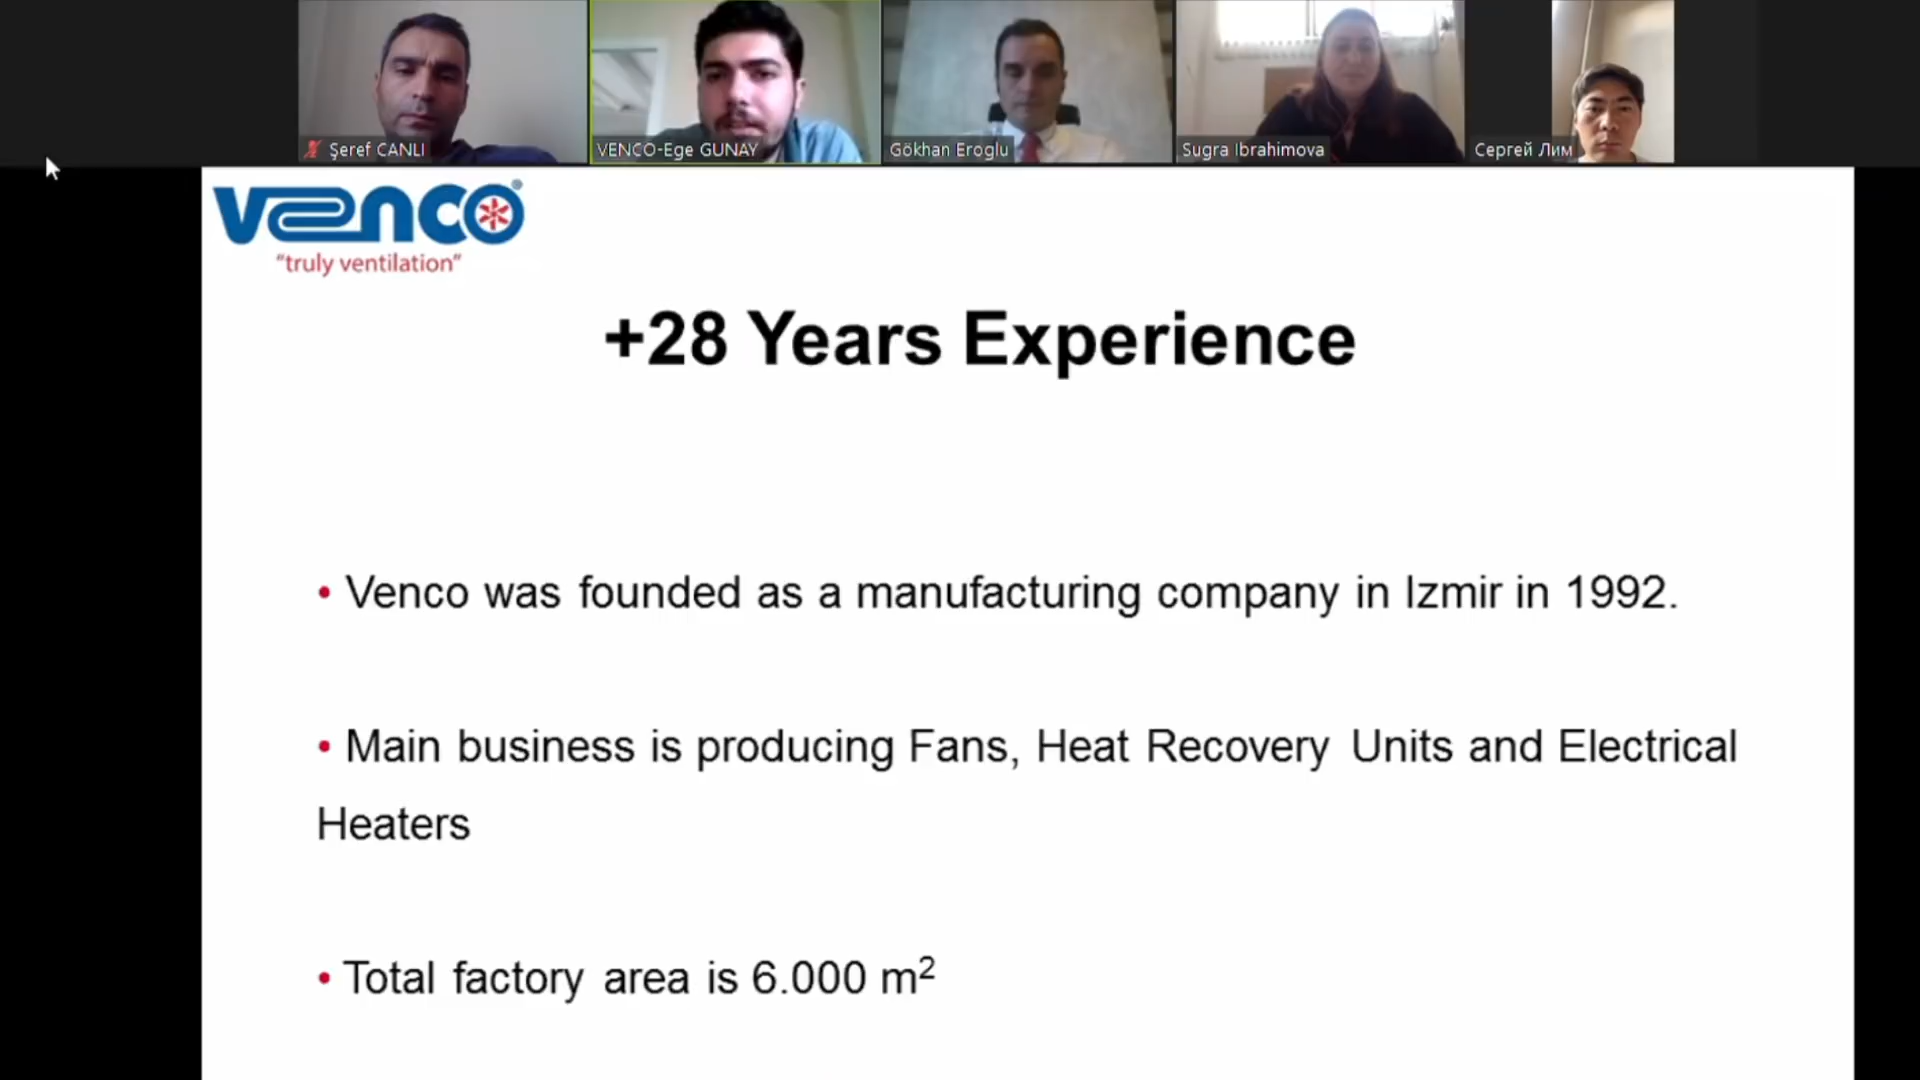 Şeref CANLI
VENCO-Ege GUNAY
Gökhan Eroglu
Sugra Ibrahimova
Сергей Лим
venco®
“truly ventilation”
+28 Years Experience
• Venco was founded as a manufacturing company in Izmir in 1992.
• Main business is producing Fans, Heat Recovery Units and Electrical
Heaters
• Total factory area is 6.000 m²